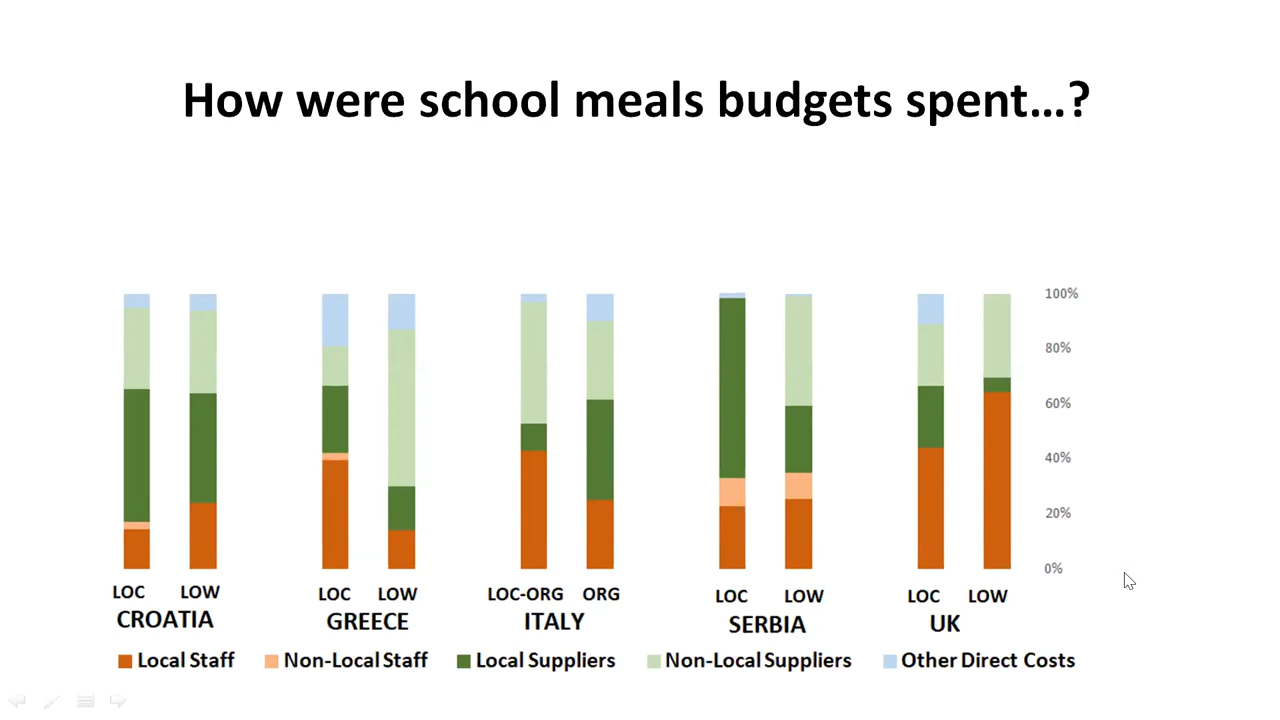 How were school meals budgets spent...?
100%
80%
60%
40%
20%
0%
LOC LOW LOC LOW LOC-ORG ORG LOC LOW LOC LOW
CROATIA GREECE ITALY SERBIA UK
Local Staff Non-Local Staff Local Suppliers Non-Local Suppliers Other Direct Costs